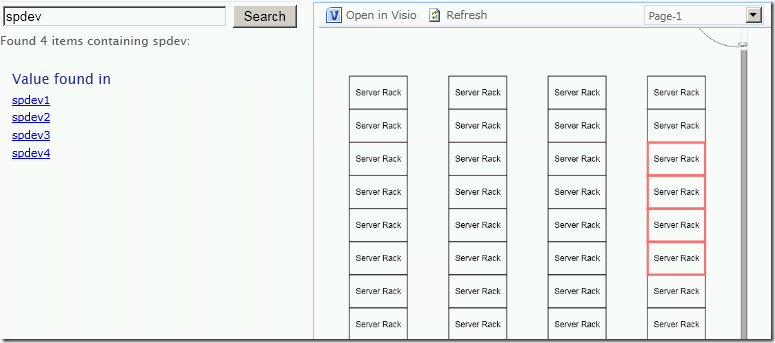 spdev Search
Found 4 items containing spdev:
Value found in
spdev1
spdev2
spdev3
spdev4
Open in Visio Refresh Page-1
Server Rack Server Rack Server Rack Server Rack
Server Rack Server Rack Server Rack Server Rack
Server Rack Server Rack Server Rack Server Rack
Server Rack Server Rack Server Rack Server Rack
Server Rack Server Rack Server Rack Server Rack
Server Rack Server Rack Server Rack Server Rack
Server Rack Server Rack Server Rack Server Rack
Server Rack Server Rack Server Rack Server Rack